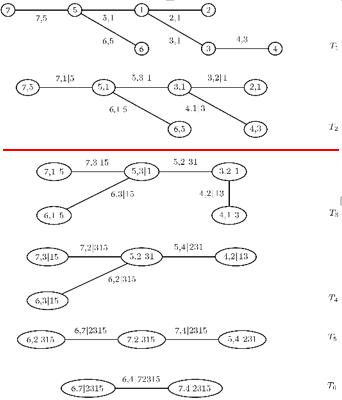 7 5 1 2
7,5 5,1 2,1
6,5 3,1 4,3
6 3 4
T₁
7,1|5 5,3 1 3,2|1
7,5 5,1 3,1 2,1
6,1 5 4,1|3
6,5 4,3
T₂
7,3 15 5,2 31
7,1 5 5,3|1 3,2 1
6,3|15 4,2|13
6,1 5 4,1 3
T₃
7,2|315 5,4|231
7,3|15 5,2 31 4,2|13
6,2|315
6,3|15
T₄
6,7|2315 7,4|2315
6,2 315 7,2 315 5,4 231
T₅
6,4 72315
6,7|2315 7,4 2315
T₆